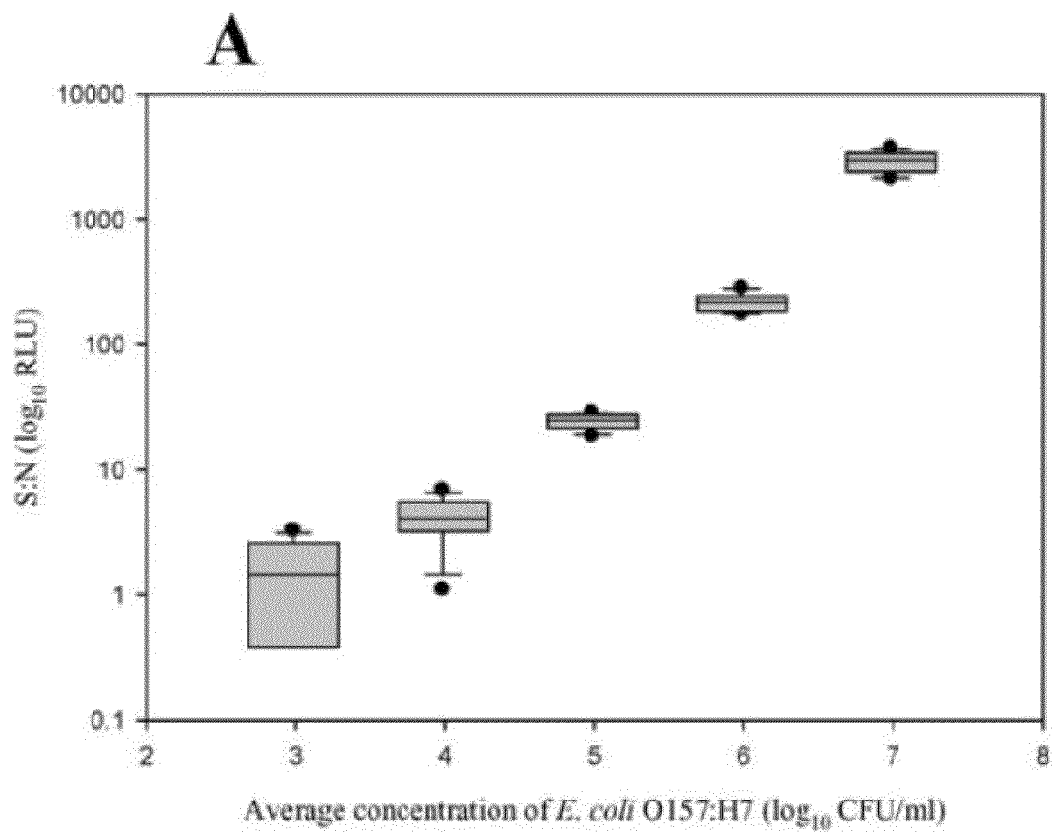 A
10000
1000
100
10
1
0.1
S:N (log10 RLU)
2 3 4 5 6 7 8
Average concentration of E. coli O157:H7 (log10 CFU/ml)